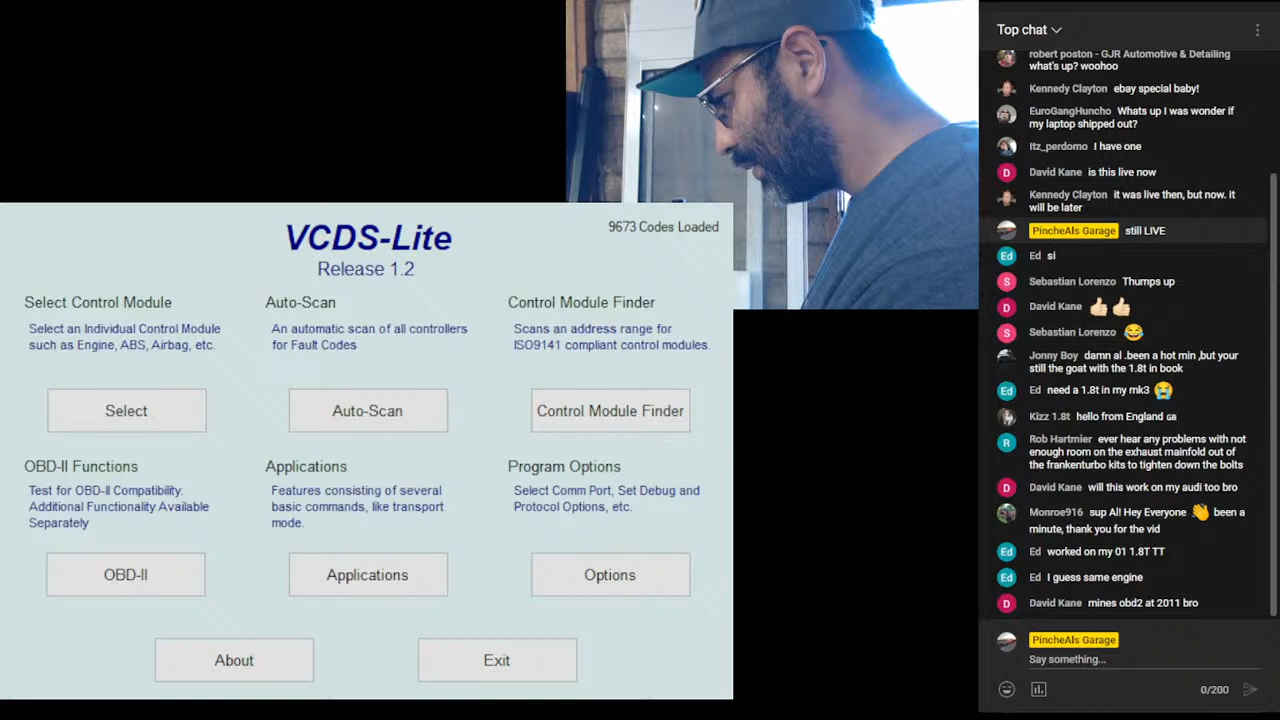 VCDS-Lite
Release 1.2
9673 Codes Loaded
Select Control Module
Select an Individual Control Module
such as Engine, ABS, Airbag, etc.
Select
Auto-Scan
An automatic scan of all controllers
for Fault Codes
Auto-Scan
Control Module Finder
Scans an address range for
ISO9141 compliant control modules.
Control Module Finder
OBD-II Functions
Test for OBD-II Compatibility.
Additional Functionality Available
Separately
OBD-II
Applications
Features consisting of several
basic commands, like transport
mode.
Applications
Program Options
Select Comm Port, Set Debug and
Protocol Options, etc.
Options
About
Exit
Top chat
robert poston - GJR Automotive & Detailing
what's up? woohoo
Kennedy Clayton ebay special baby!
EuroGangHuncho Whats up I was wonder if
my laptop shipped out?
Itz_perdomo I have one
D David Kane is this live now
Kennedy Clayton it was live then, but now. it
will be later
PincheAls Garage still LIVE
Ed Ed si
S Sebastian Lorenzo Thumps up
D David Kane 👍🏻👍🏻
S Sebastian Lorenzo 😂
Jonny Boy damn al .been a hot min ,but your
still the goat with the 1.8t in book
Ed Ed need a 1.8t in my mk3 😭
Kizz 1.8t hello from England 🇬🇧
R Rob Hartmier ever hear any problems with not
enough room on the exhaust mainfold out of
the frankenturbo kits to tighten down the bolts
D David Kane will this work on my audi too bro
Monroe916 sup Al! Hey Everyone 👋 been a
minute, thank you for the vid
Ed Ed worked on my 01 1.8T TT
Ed Ed I guess same engine
D David Kane mines obd2 at 2011 bro
PincheAls Garage
Say something...
0/200